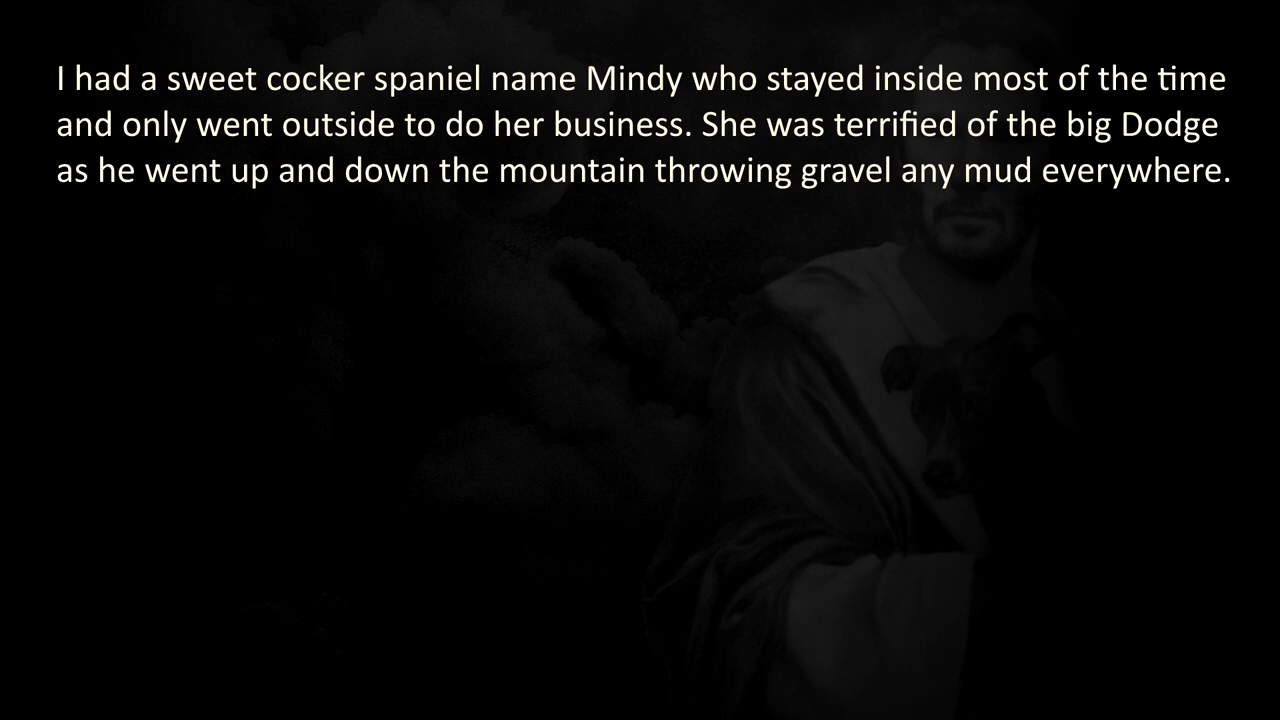 I had a sweet cocker spaniel name Mindy who stayed inside most of the time
and only went outside to do her business. She was terrified of the big Dodge
as he went up and down the mountain throwing gravel any mud everywhere.